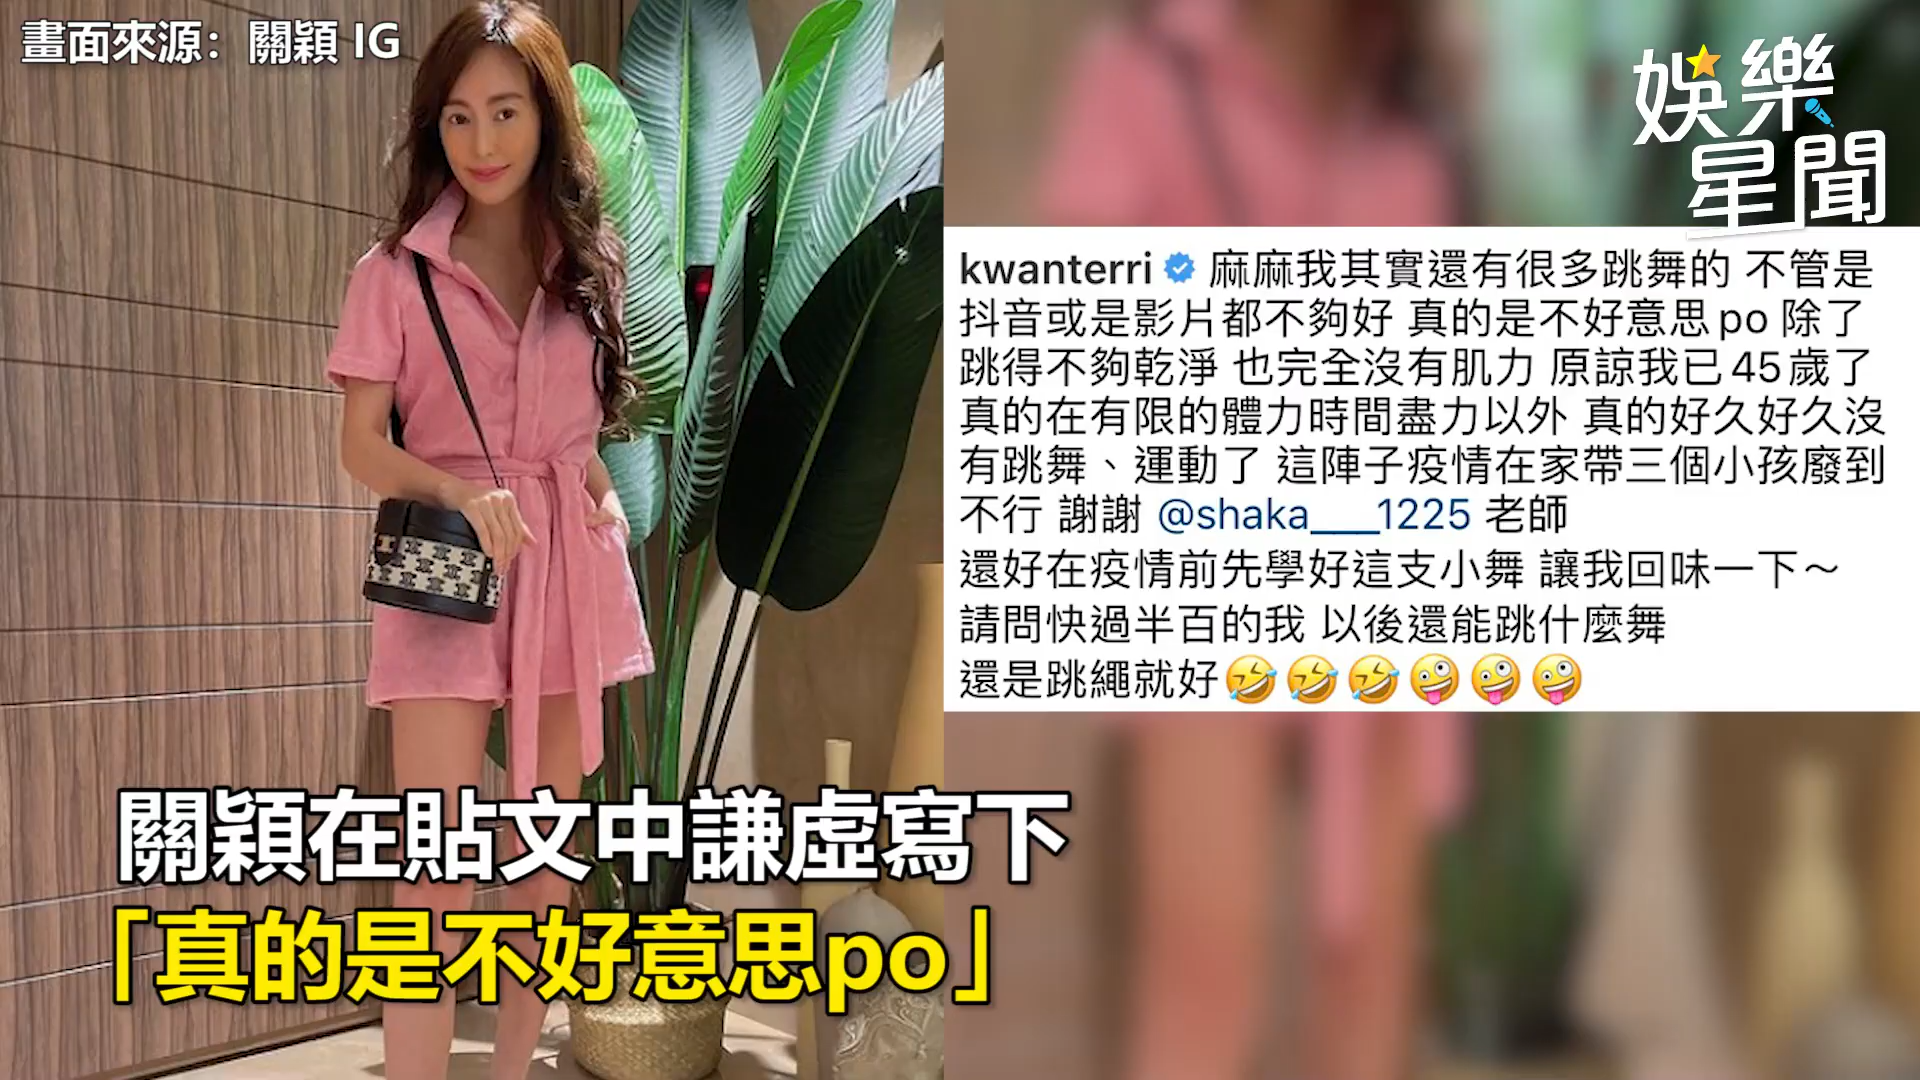 畫面來源：關穎 IG
娛樂
星聞
kwanterri 麻麻我其實還有很多跳舞的 不管是
抖音或是影片都不夠好 真的是不好意思po 除了
跳得不夠乾淨 也完全沒有肌力 原諒我已45歲了
真的在有限的體力時間盡力以外 真的好久好久沒
有跳舞、運動了 這陣子疫情在家帶三個小孩廢到
不行 謝謝 @shaka___1225 老師
還好在疫情前先學好這支小舞 讓我回味一下～
請問快過半百的我 以後還能跳什麼舞
還是跳繩就好🤣🤣🤣🤪🤪🤪
關穎在貼文中謙虛寫下
「真的是不好意思po」